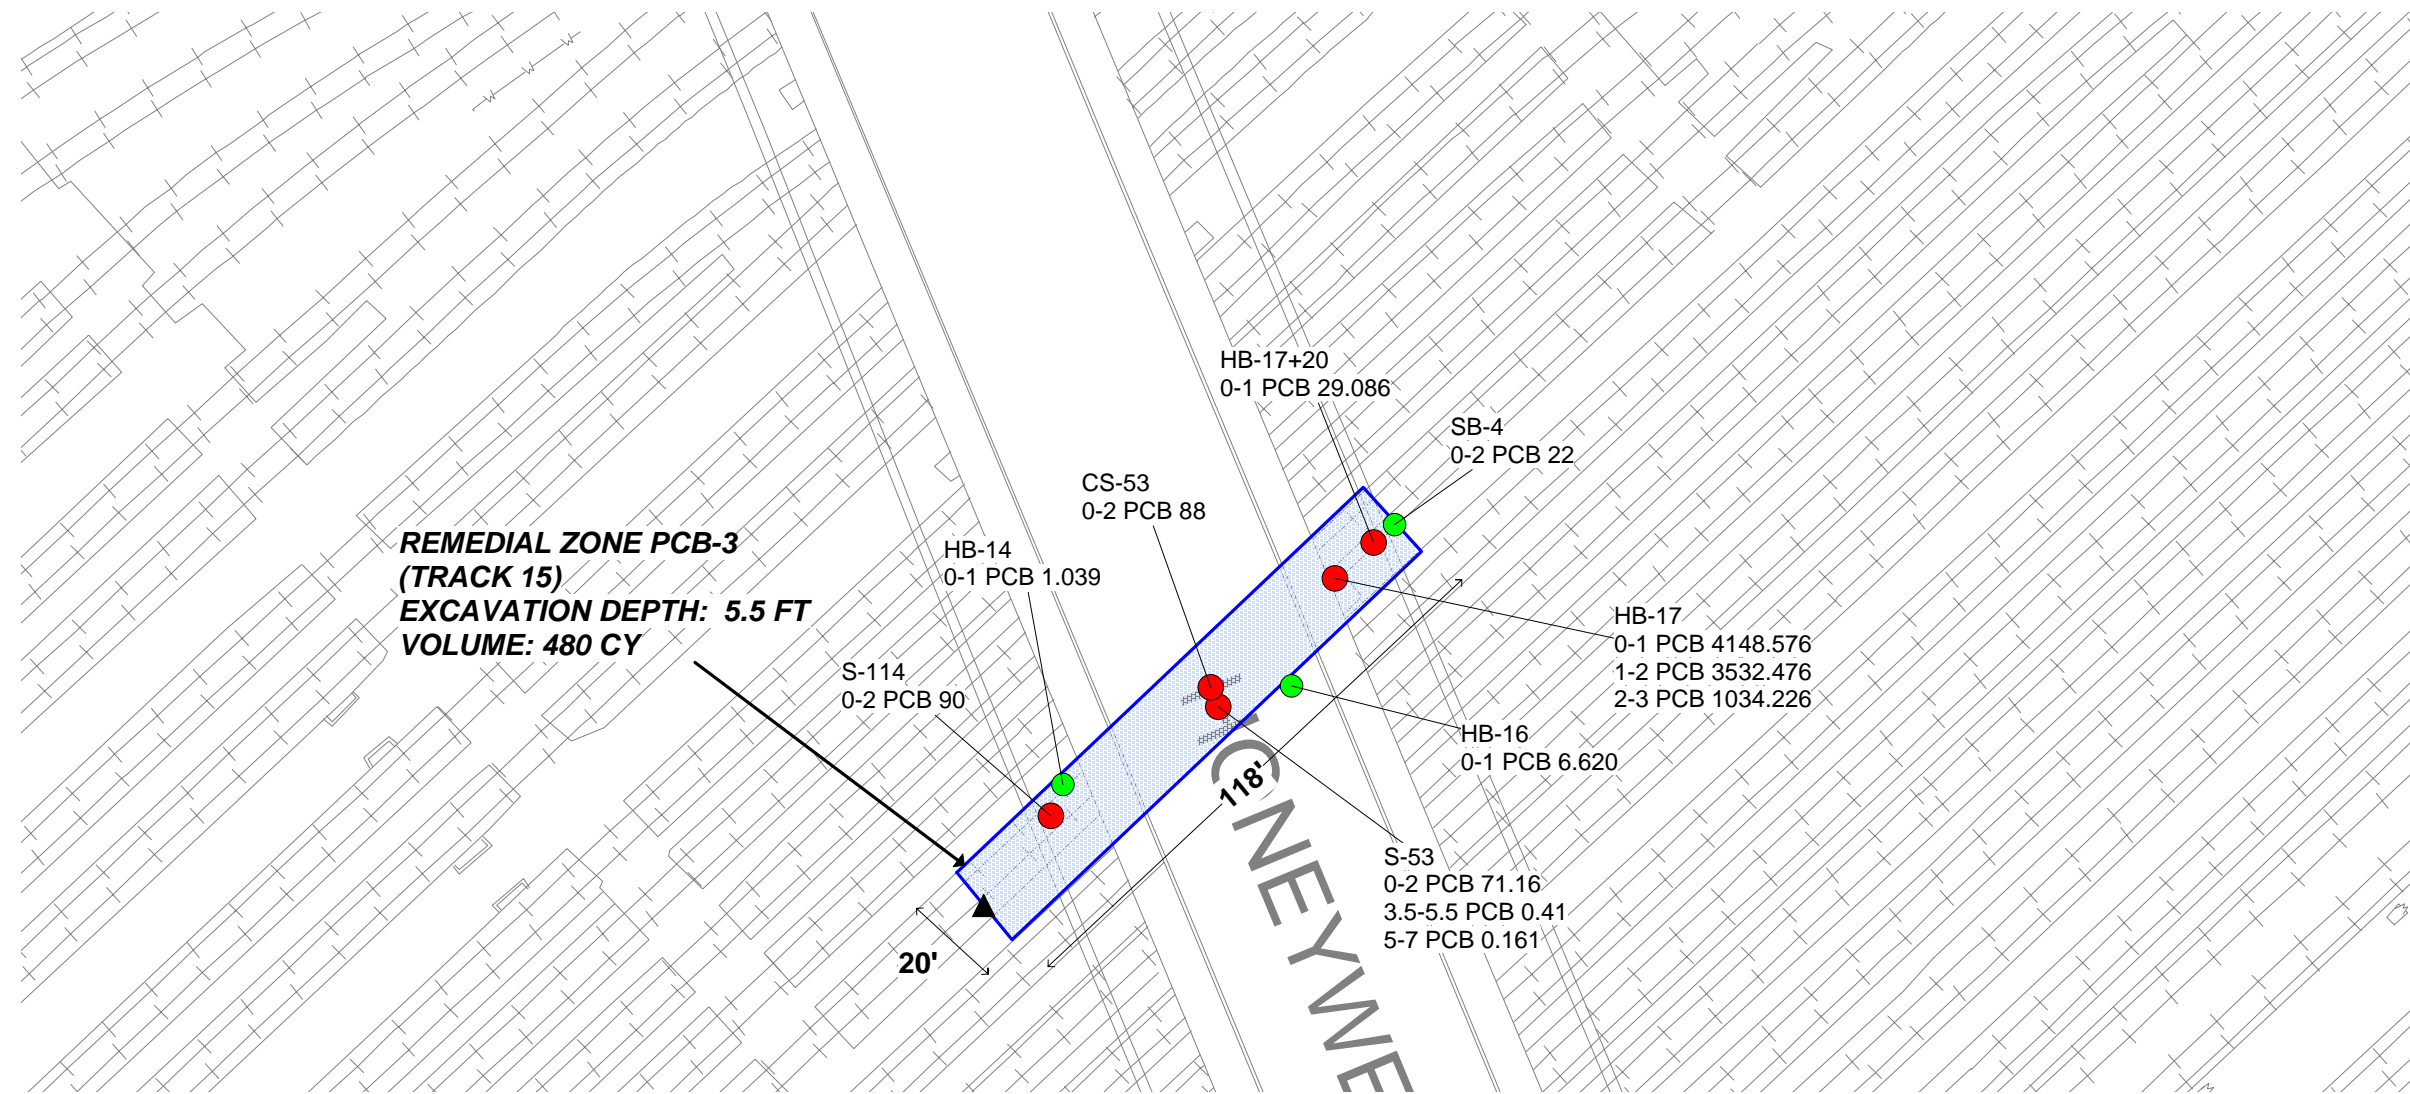 HB-17+20
0-1 PCB 29.086
SB-4
0-2 PCB 22
CS-53
0-2 PCB 88
REMEDIAL ZONE PCB-3
(TRACK 15)
EXCAVATION DEPTH: 5.5 FT
VOLUME: 480 CY
HB-14
0-1 PCB 1.039
HB-17
0-1 PCB 4148.576
1-2 PCB 3532.476
2-3 PCB 1034.226
S-114
0-2 PCB 90
HB-16
0-1 PCB 6.620
118'
S-53
0-2 PCB 71.16
3.5-5.5 PCB 0.41
5-7 PCB 0.161
20'
NEYWE